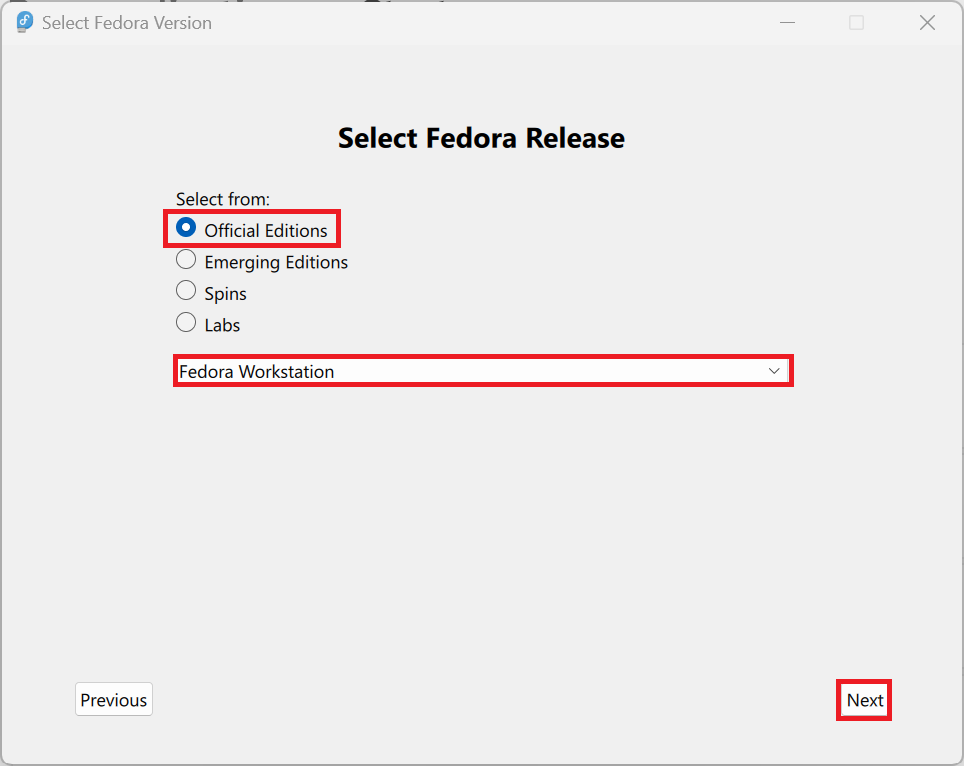 Select Fedora Version
Select Fedora Release
Select from:
Official Editions
Emerging Editions
Spins
Labs
Fedora Workstation
Previous
Next